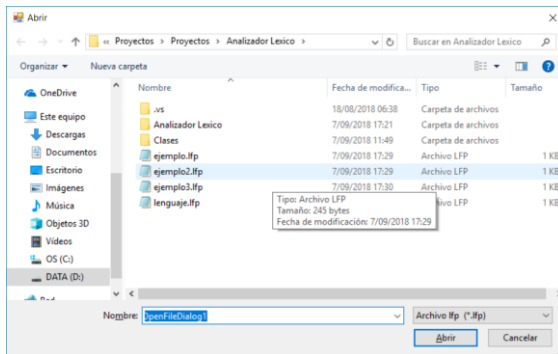 Abrir
« Proyectos > Proyectos > Analizador Lexico >
Buscar en Analizador Lexico
Organizar
Nueva carpeta
Nombre
Fecha de modifica...
Tipo
Tamaño
OneDrive
Este equipo
Descargas
Documentos
Escritorio
Imágenes
Música
Objetos 3D
Vídeos
OS (C:)
DATA (D:)
.vs 18/08/2018 06:38 Carpeta de archivos
Analizador Lexico 7/09/2018 17:21 Carpeta de archivos
Clases 7/09/2018 11:49 Carpeta de archivos
ejemplo.lfp 7/09/2018 17:29 Archivo LFP 1 KB
ejemplo2.lfp 7/09/2018 17:29 Archivo LFP 1 KB
ejemplo3.lfp 7/09/2018 17:30 Archivo LFP 1 KB
lenguaje.lfp LFP 1 KB
Tipo: Archivo LFP
Tamaño: 245 bytes
Fecha de modificación: 7/09/2018 17:29
Nombre: OpenFileDialog1
Archivo lfp (*.lfp)
Abrir
Cancelar